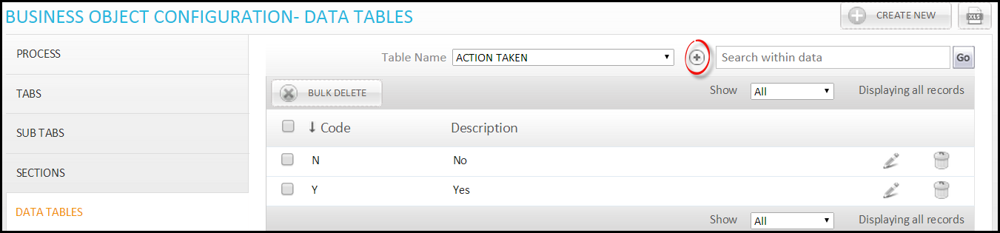 BUSINESS OBJECT CONFIGURATION- DATA TABLES
CREATE NEW
XLS
PROCESS
TABS
SUB TABS
SECTIONS
DATA TABLES
Table Name ACTION TAKEN Search within data Go
BULK DELETE Show All Displaying all records
Code Description
N No
Y Yes
Show All Displaying all records